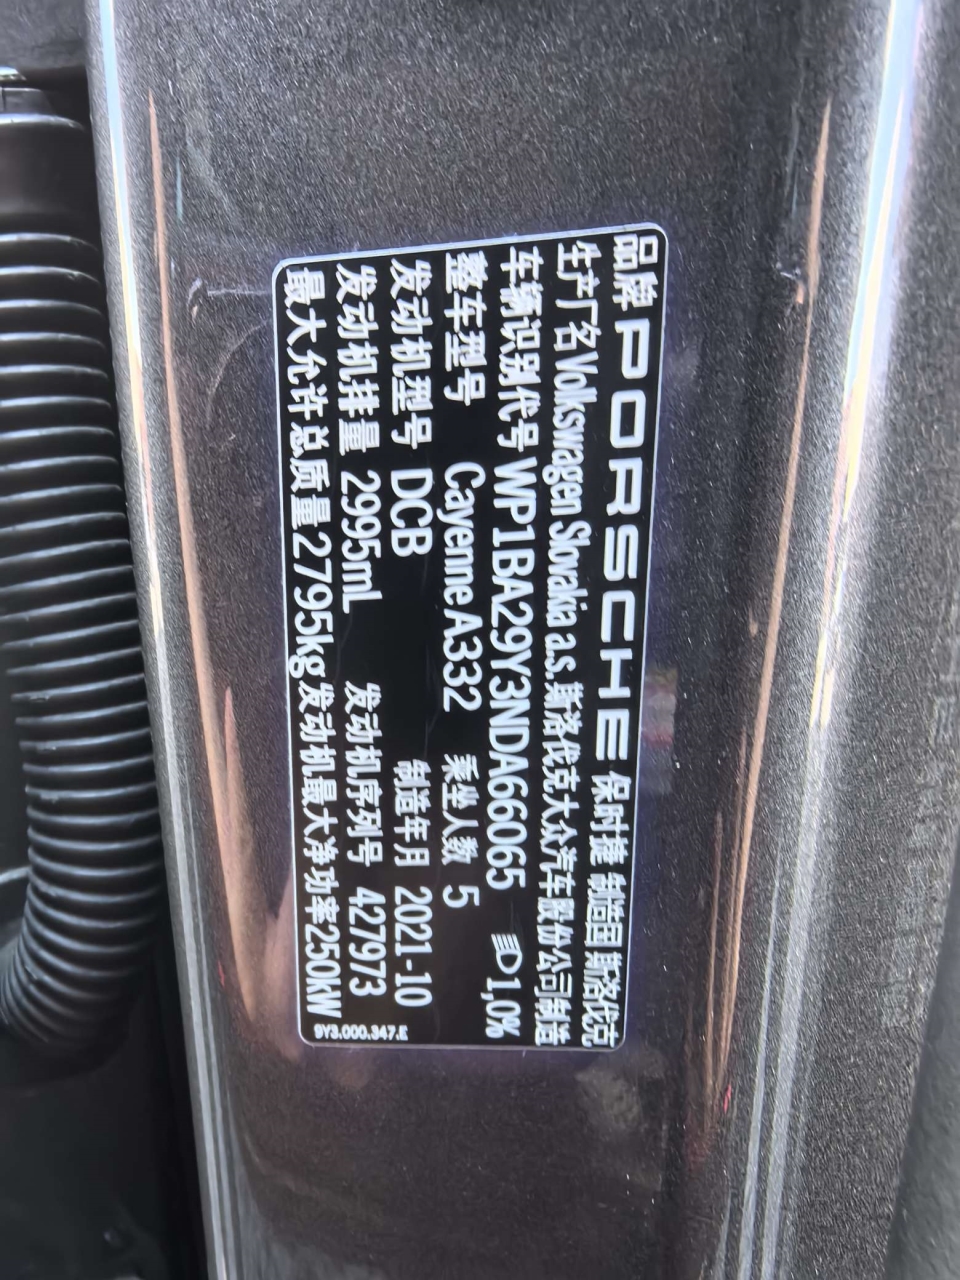 品牌 PORSCHE 保时捷 制造国 斯洛伐克
生产厂名 Volkswagen Slovakia a.s. 斯洛伐克大众汽车股份公司制造
车辆识别代号 WP1BA29Y3NDA66065 1,0%
整车型号 Cayenne A332 乘坐人数 5
发动机型号 DCB 制造年月 2021-10
发动机排量 2995mL 发动机序列号 427973
最大允许总质量 2795kg 发动机最大净功率 250kW
9Y3.000.347.E